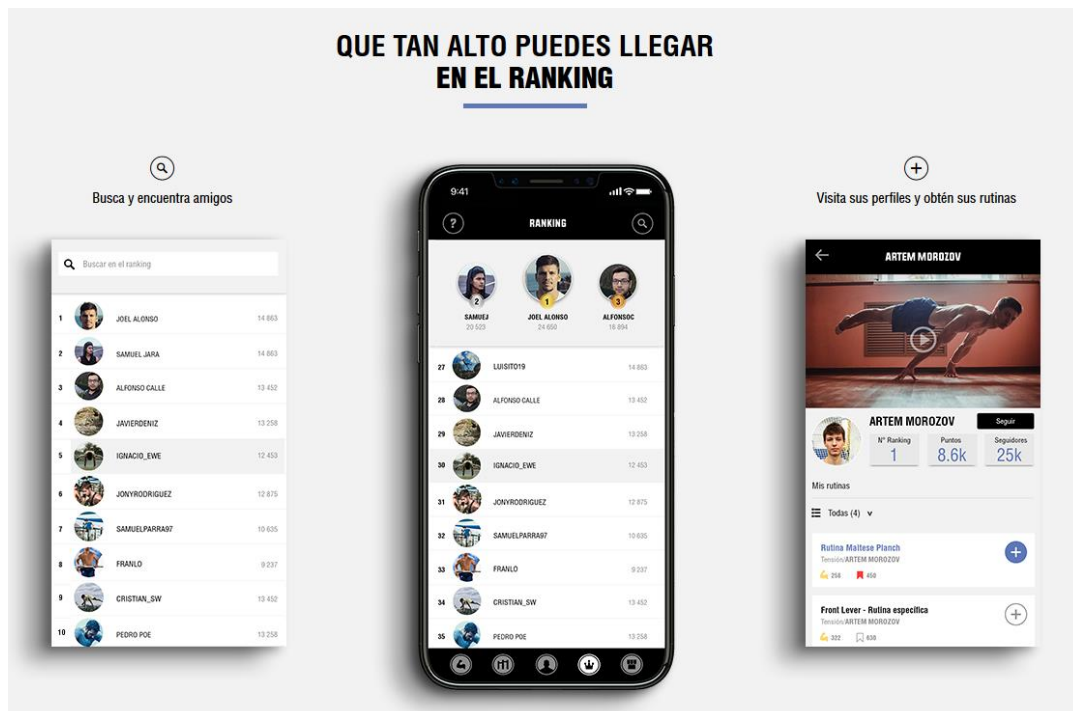 QUE TAN ALTO PUEDES LLEGAR
EN EL RANKING
Busca y encuentra amigos
Buscar en el ranking
1 JOEL ALONSO 14 863
2 SAMUEL JARA 14 863
3 ALFONSO CALLE 13 452
4 JAVIERDENIZ 13 258
5 IGNACIO_EWE 12 453
6 JONYRODRIGUEZ 12 875
7 SAMUELPARRA97 10 635
8 FRANLO 9 237
9 CRISTIAN_SW 13 452
10 PEDRO POE 13 258
9:41
? RANKING
2 1 3
SAMUEJ JOEL ALONSO ALFONSOC
20 523 24 650 16 894
27 LUISITO19 14 863
28 ALFONSO CALLE 13 452
29 JAVIERDENIZ 13 258
30 IGNACIO_EWE 12 453
31 JONYRODRIGUEZ 12 875
32 SAMUELPARRA97 10 635
33 FRANLO 9 237
34 CRISTIAN_SW 13 452
35 PEDRO POE 13 258
Visita sus perfiles y obtén sus rutinas
ARTEM MOROZOV
ARTEM MOROZOV Seguir
N° Ranking Puntos Seguidores
1 8.6k 25k
Mis rutinas
Todas (4)
Rutina Maltese Planch
Tensión/ARTEM MOROZOV
258 450
Front Lever - Rutina específica
Tensión/ARTEM MOROZOV
322 630